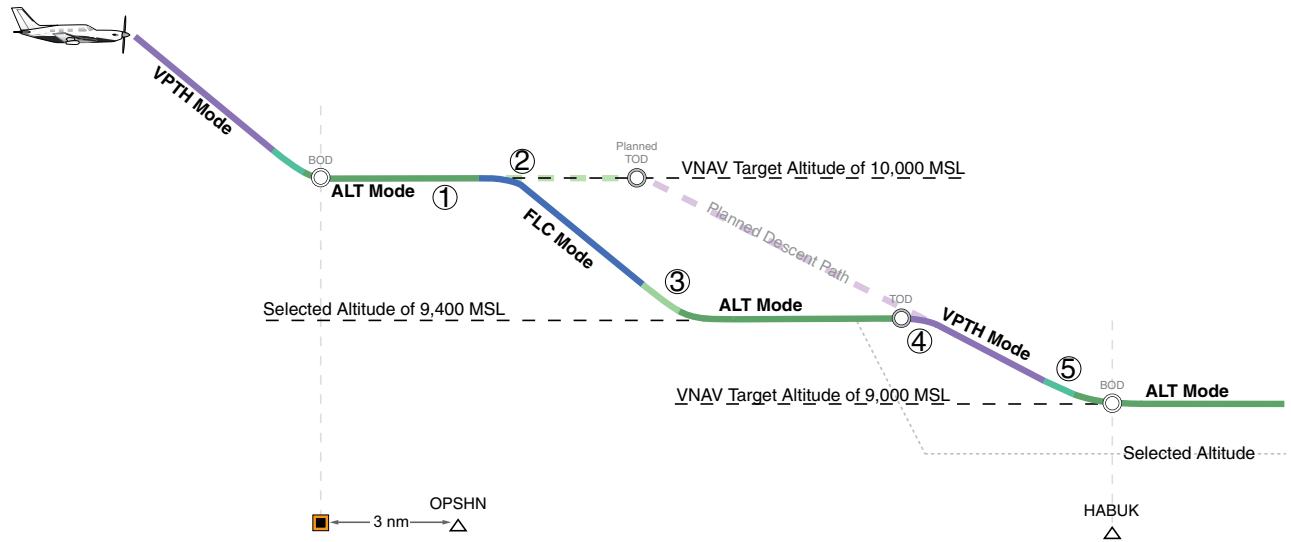 VPTH Mode
BOD
ALT Mode
1
2
Planned
TOD
VNAV Target Altitude of 10,000 MSL
FLC Mode
Planned Descent Path
3
Selected Altitude of 9,400 MSL
ALT Mode
TOD
4
VPTH Mode
5
VNAV Target Altitude of 9,000 MSL
BOD
ALT Mode
Selected Altitude
OPSHN
3 nm
HABUK